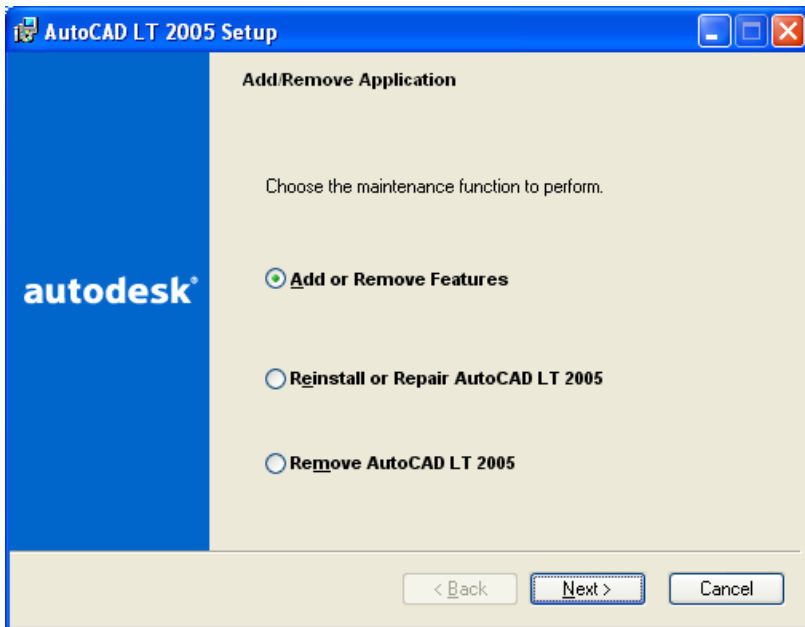 AutoCAD LT 2005 Setup
Add/Remove Application
Choose the maintenance function to perform.
autodesk®
Add or Remove Features
Reinstall or Repair AutoCAD LT 2005
Remove AutoCAD LT 2005
< Back
Next >
Cancel